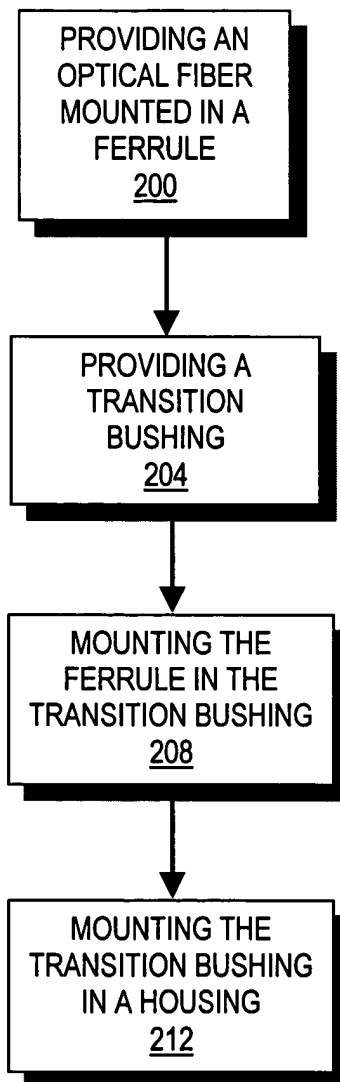 PROVIDING AN
OPTICAL FIBER
MOUNTED IN A
FERRULE
200
PROVIDING A
TRANSITION
BUSHING
204
MOUNTING THE
FERRULE IN THE
TRANSITION BUSHING
208
MOUNTING THE
TRANSITION BUSHING
IN A HOUSING
212